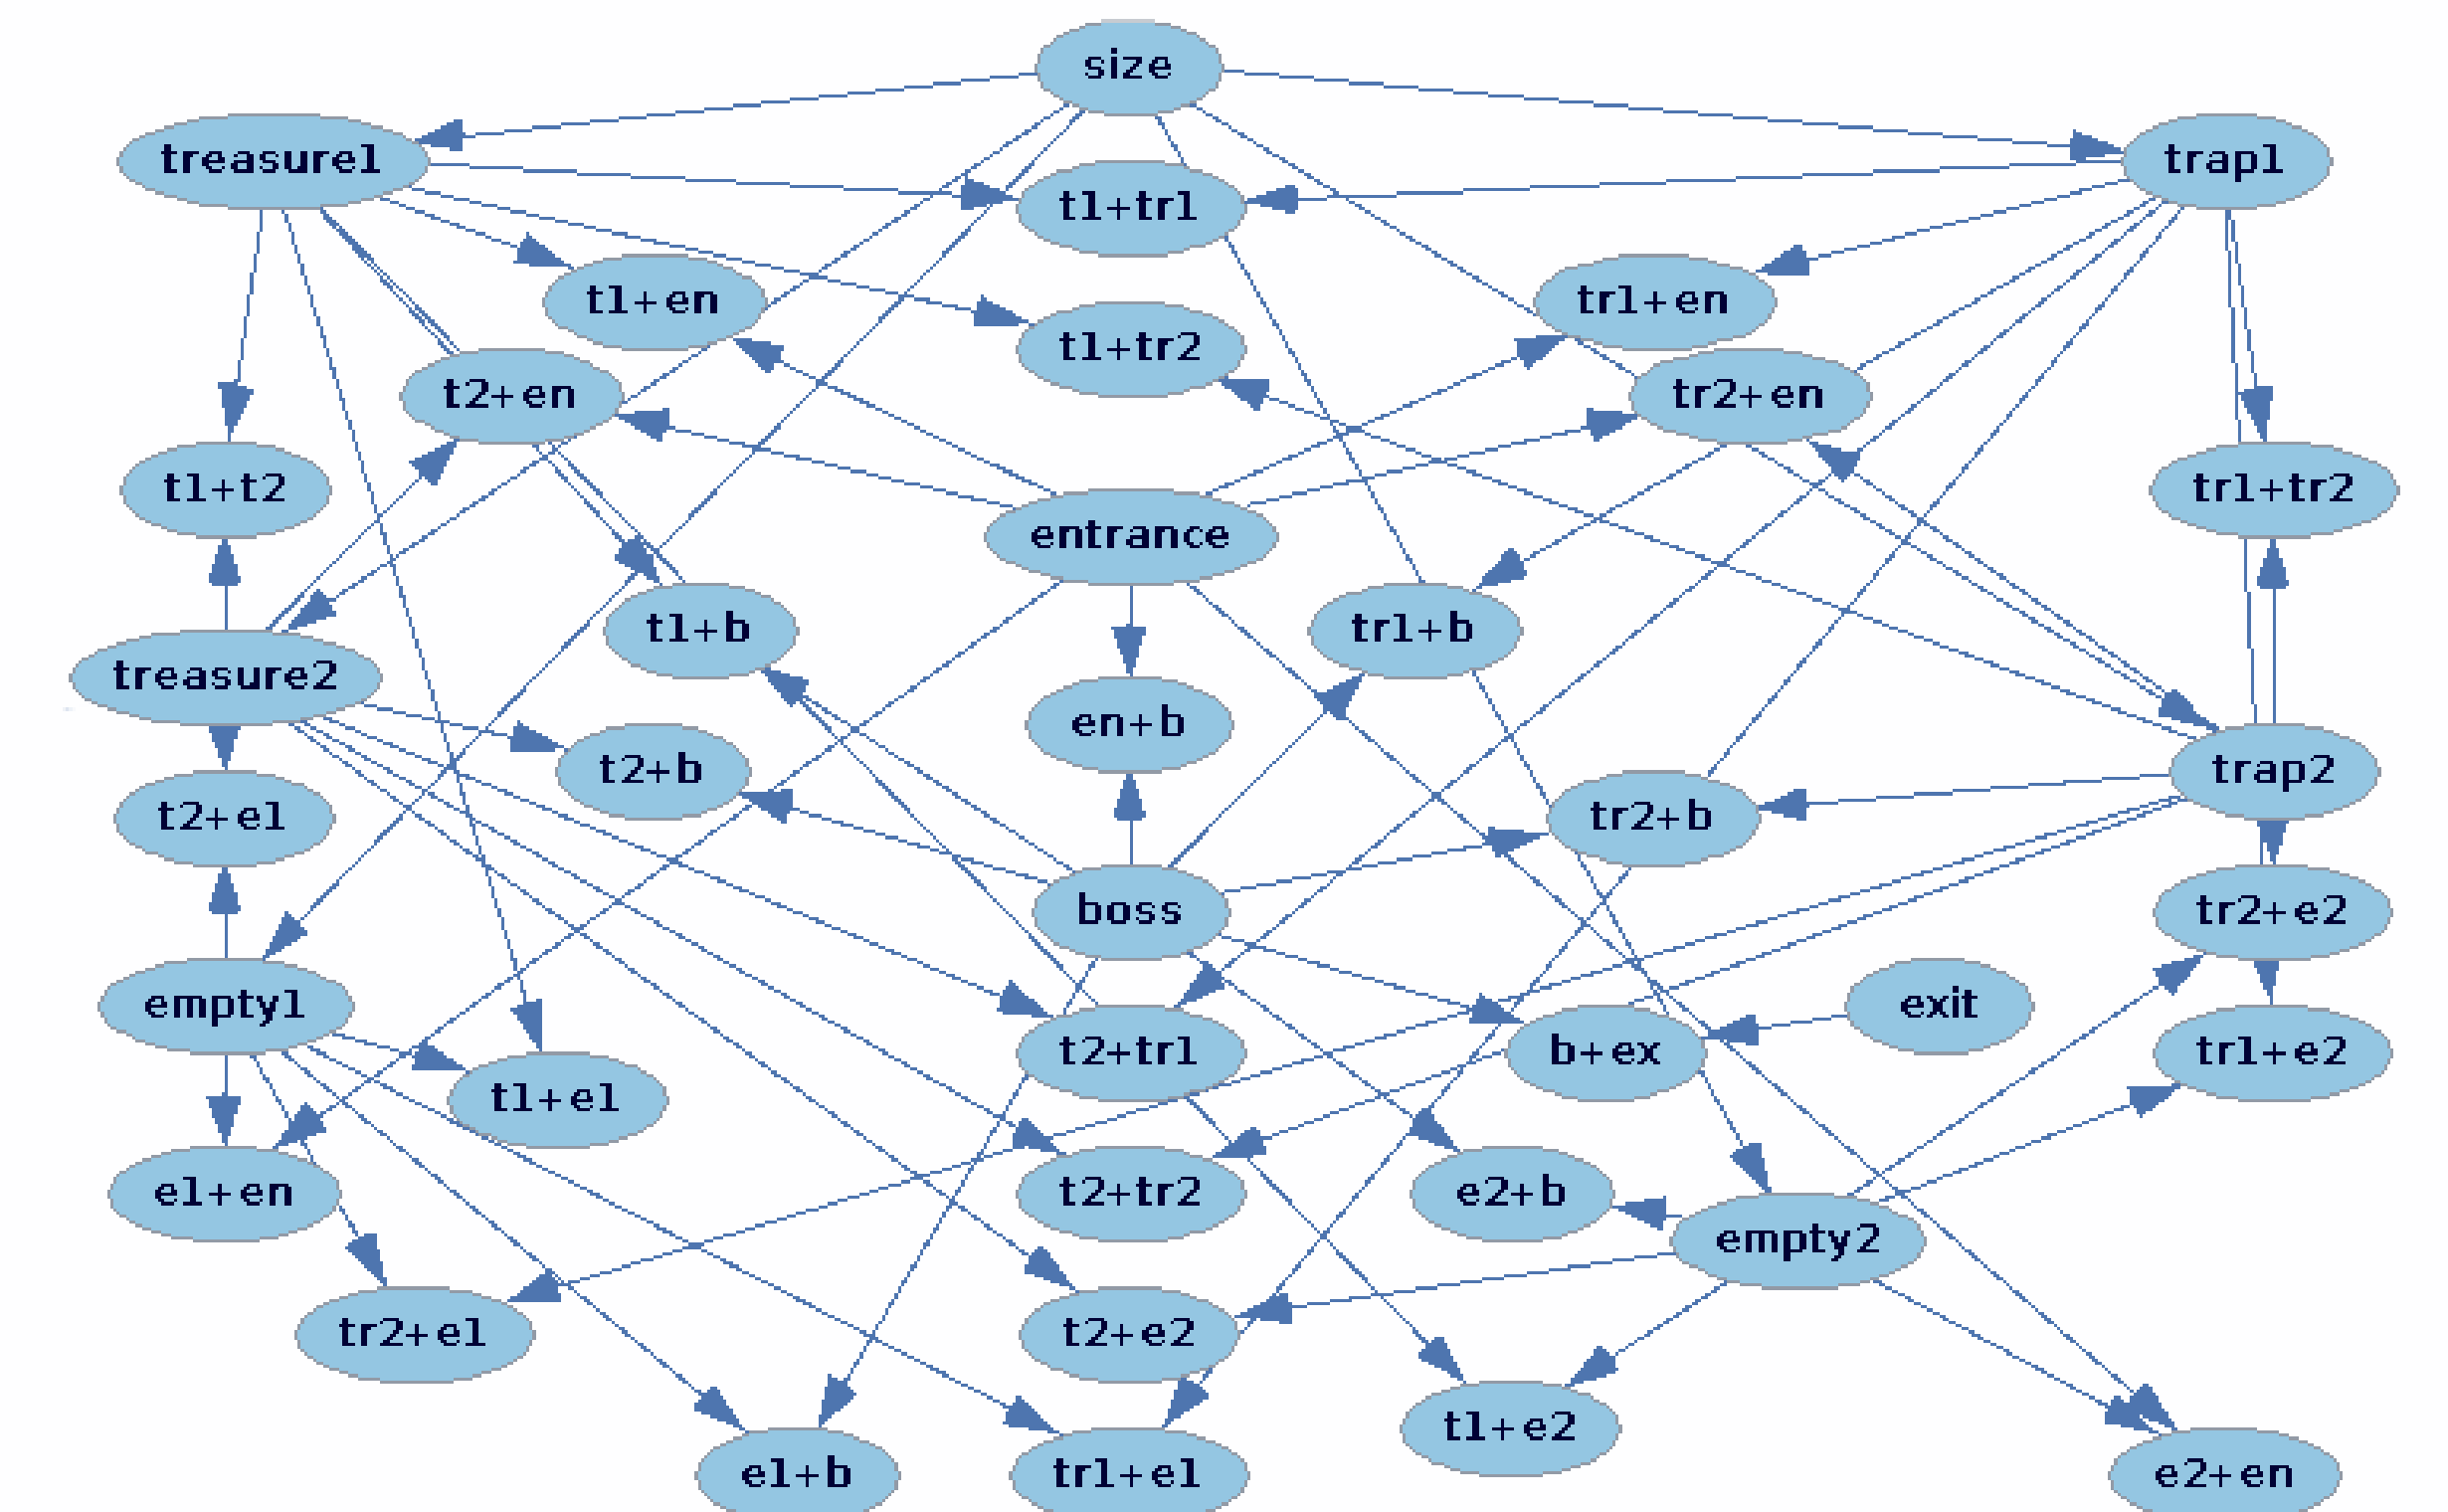 size
treasure1
trap1
t1+tr1
t1+en
tr1+en
t1+tr2
t2+en
tr2+en
t1+t2
tr1+tr2
entrance
t1+b
tr1+b
treasure2
en+b
t2+b
trap2
t2+e1
tr2+b
boss
tr2+e2
empty1
exit
t2+tr1
b+ex
tr1+e2
t1+e1
e1+en
t2+tr2
e2+b
empty2
tr2+e1
t2+e2
t1+e2
e1+b
tr1+e1
e2+en